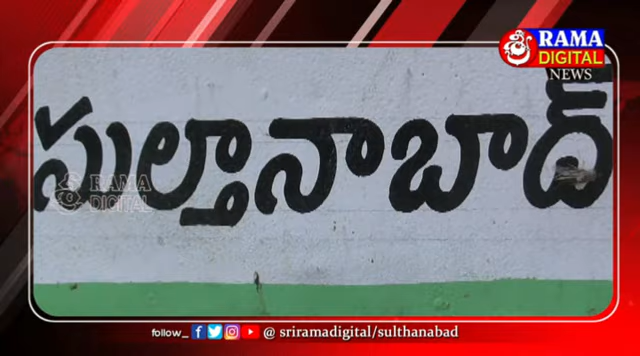 RAMA
DIGITAL
NEWS
సుల్తానాబాద్
RAMA
DIGITAL
follow_ @ sriramadigital/sulthanabad